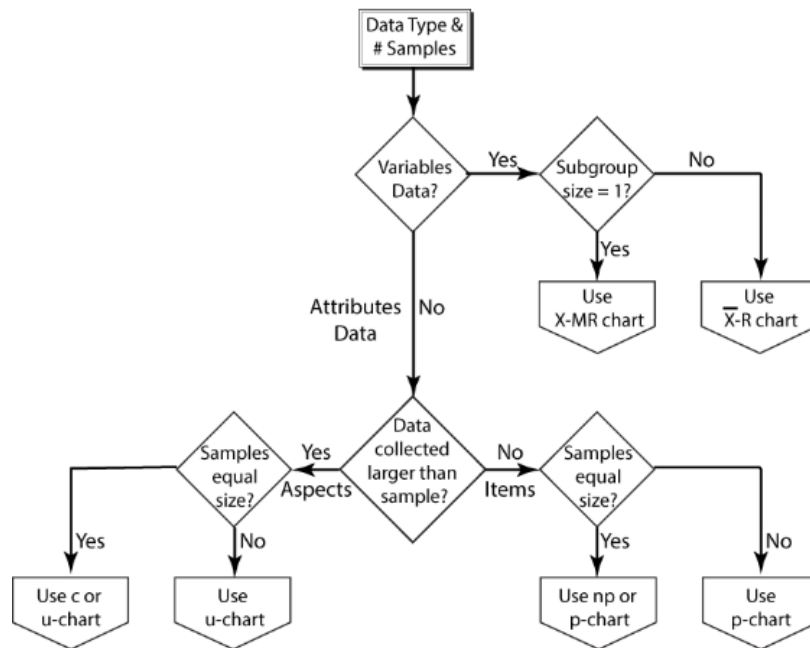 Data Type &
# Samples
Variables
Data?
Yes
Subgroup
size = 1?
No
Yes
Use
X-MR chart
Use
X̅-R chart
Attributes
Data
No
Data
collected
larger than
sample?
Yes
Aspects
Samples
equal
size?
No
Items
Samples
equal
size?
Yes
No
Yes
No
Use c or
u-chart
Use
u-chart
Use np or
p-chart
Use
p-chart